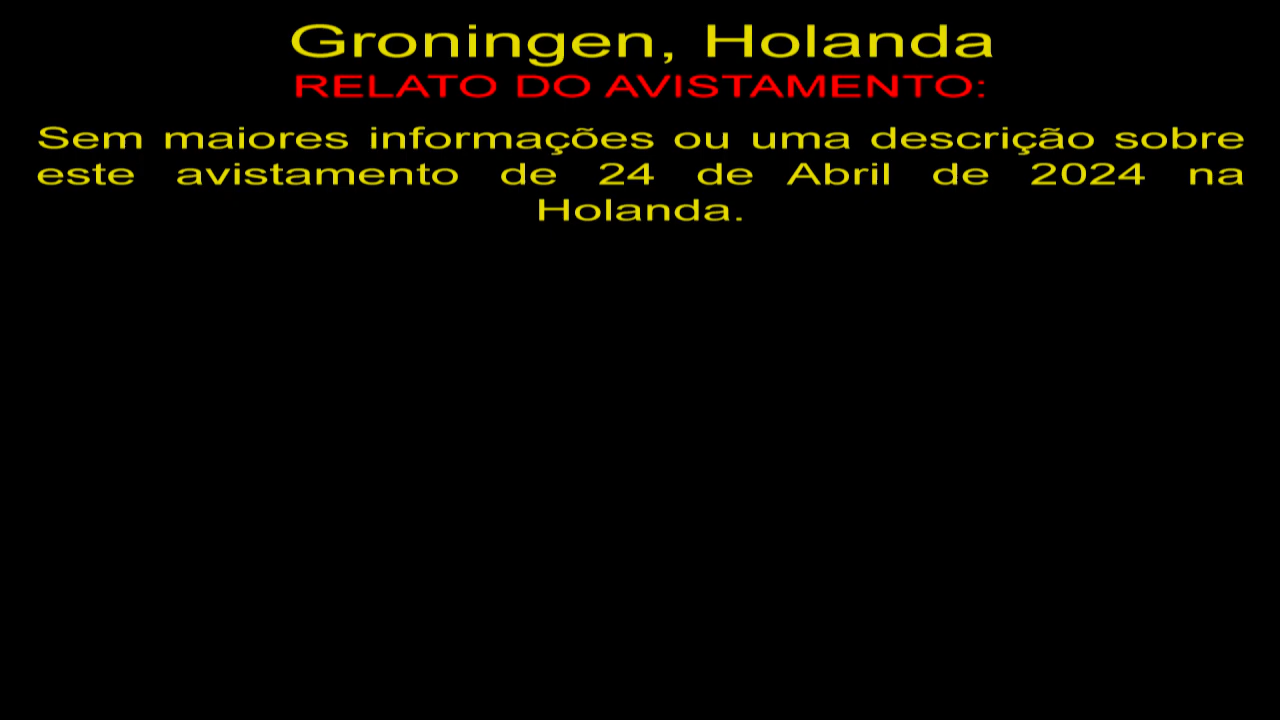 Groningen, Holanda
RELATO DO AVISTAMENTO:
Sem maiores informações ou uma descrição sobre
este avistamento de 24 de Abril de 2024 na
Holanda.